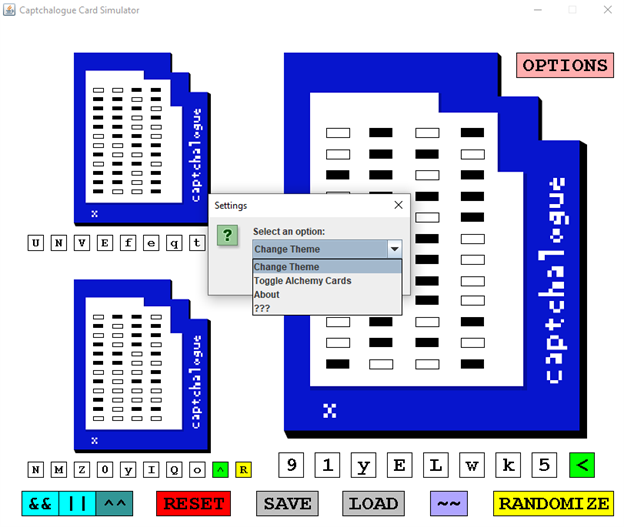 Captchalogue Card Simulator
OPTIONS
captchalogue
x
U N V E f e q t
Settings
Select an option:
Change Theme
Change Theme
Toggle Alchemy Cards
About
???
captchalogue
x
captchalogue
x
N M Z 0 y I Q o ^ R
9 1 y E L w k 5 <
&& || ^^ RESET SAVE LOAD ~~ RANDOMIZE